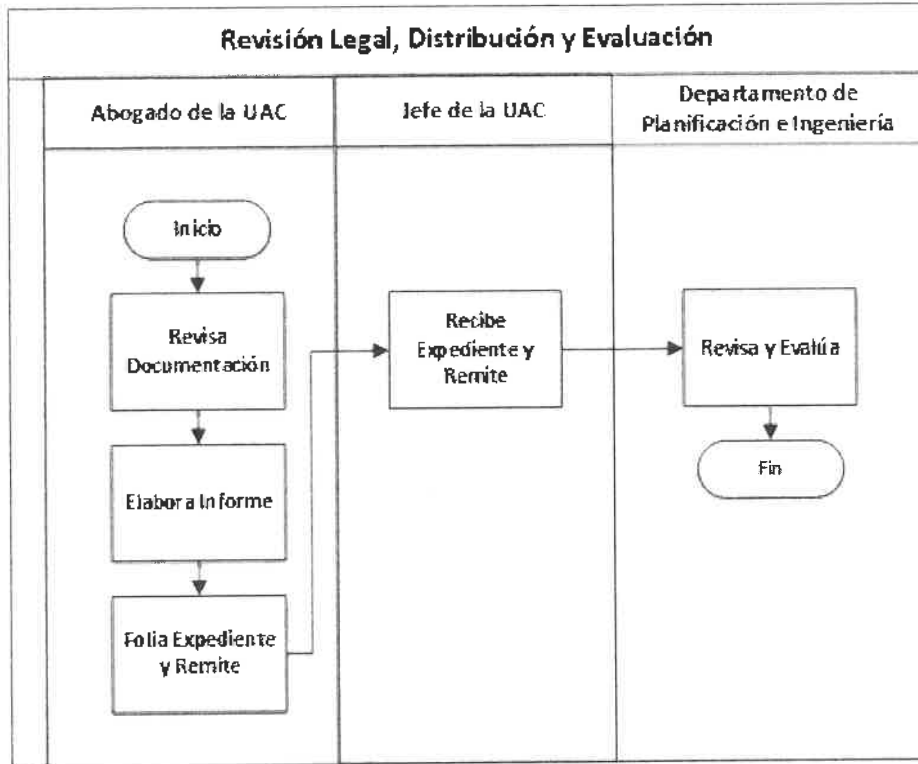 Revisión Legal, Distribución y Evaluación
Abogado de la UAC
Jefe de la UAC
Departamento de
Planificación e Ingeniería
Inicio
Revisa
Documentación
Elabora Informe
Folia Expediente
y Remite
Recibe
Expediente y
Remite
Revisa y Evalúa
Fin